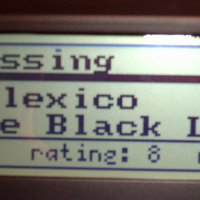 ssing
lexico
e Black L
rating: 8